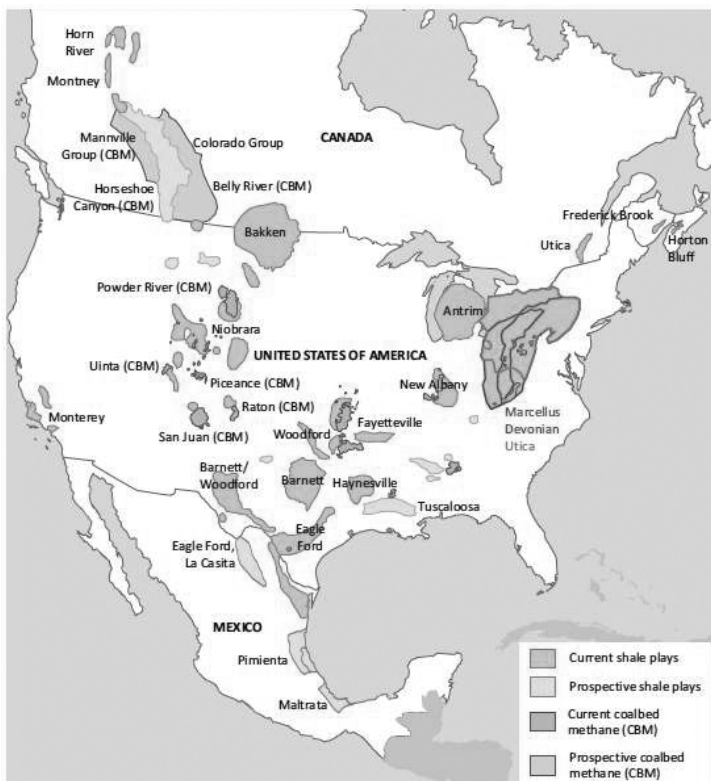 Horn
River
Montney
Mannville
Group (CBM)
Colorado Group
CANADA
Horseshoe
Canyon (CBM)
Belly River (CBM)
Bakken
Frederick Brook
Utica
Horton
Bluff
Powder River (CBM)
Niobrara
Antrim
UNITED STATES OF AMERICA
Uinta (CBM)
Piceance (CBM)
New Albany
Monterey
Raton (CBM)
San Juan (CBM)
Woodford
Fayetteville
Marcellus
Devonian
Utica
Barnett/
Woodford
Barnett
Haynesville
Tuscaloosa
Eagle
Ford
Eagle Ford,
La Casita
MEXICO
Pimienta
Maltrata
Current shale plays
Prospective shale plays
Current coalbed
methane (CBM)
Prospective coalbed
methane (CBM)